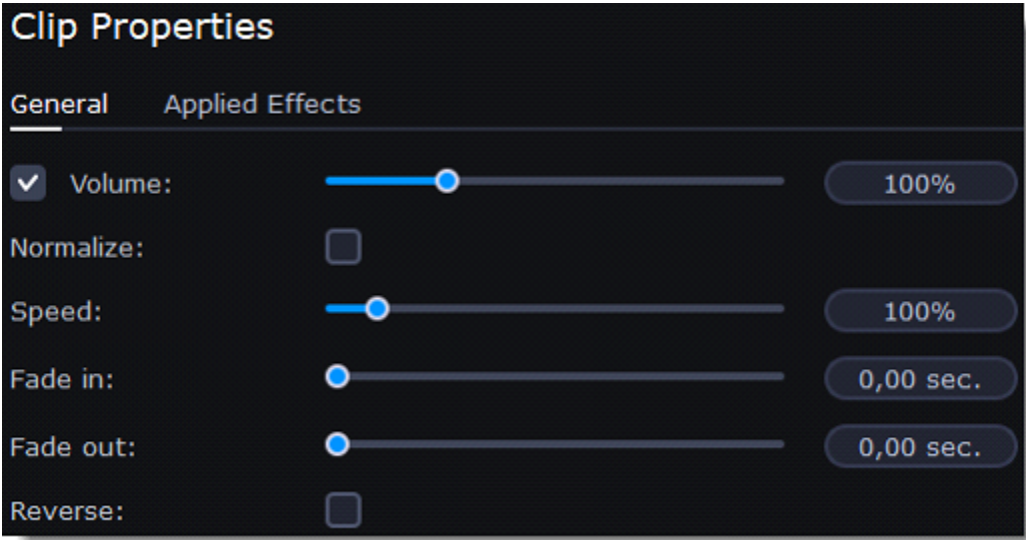 Clip Properties
General Applied Effects
Volume: 100%
Normalize:
Speed: 100%
Fade in: 0,00 sec.
Fade out: 0,00 sec.
Reverse: